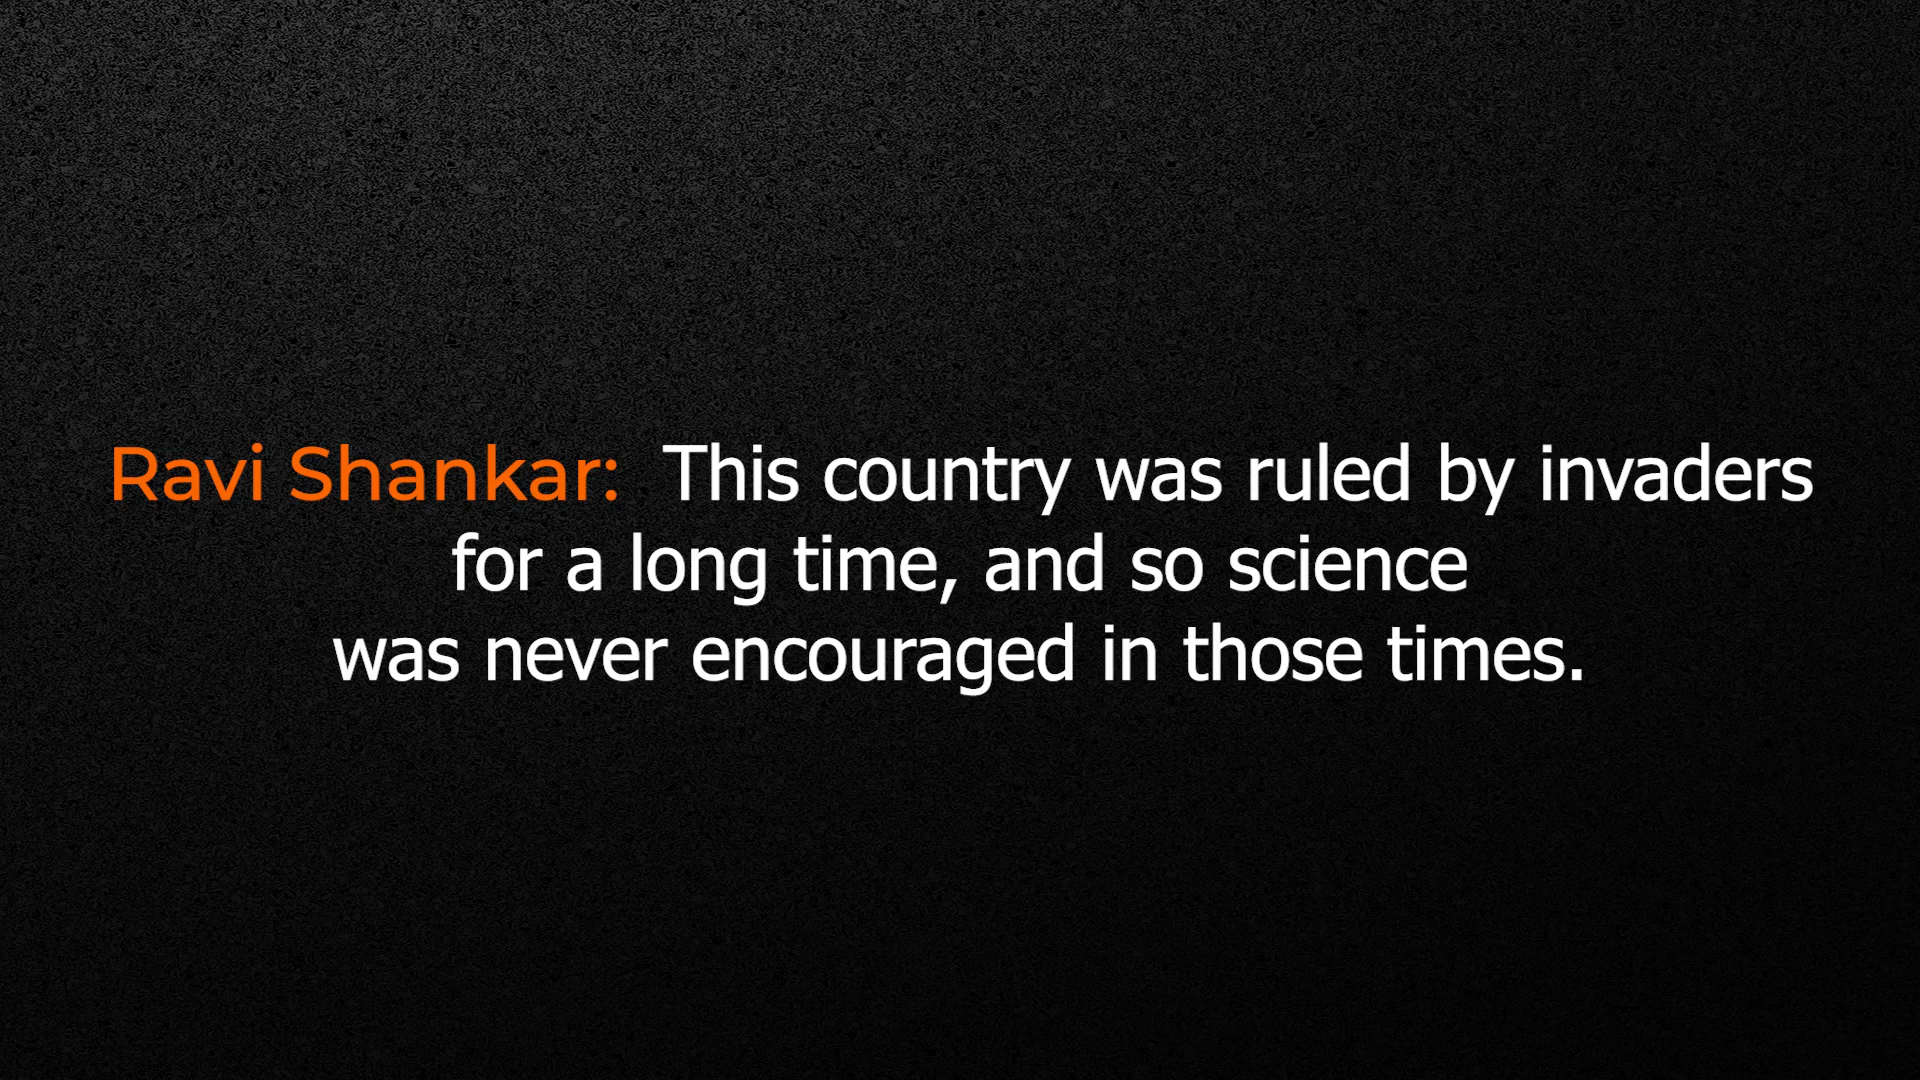 Ravi Shankar: This country was ruled by invaders
for a long time, and so science
was never encouraged in those times.